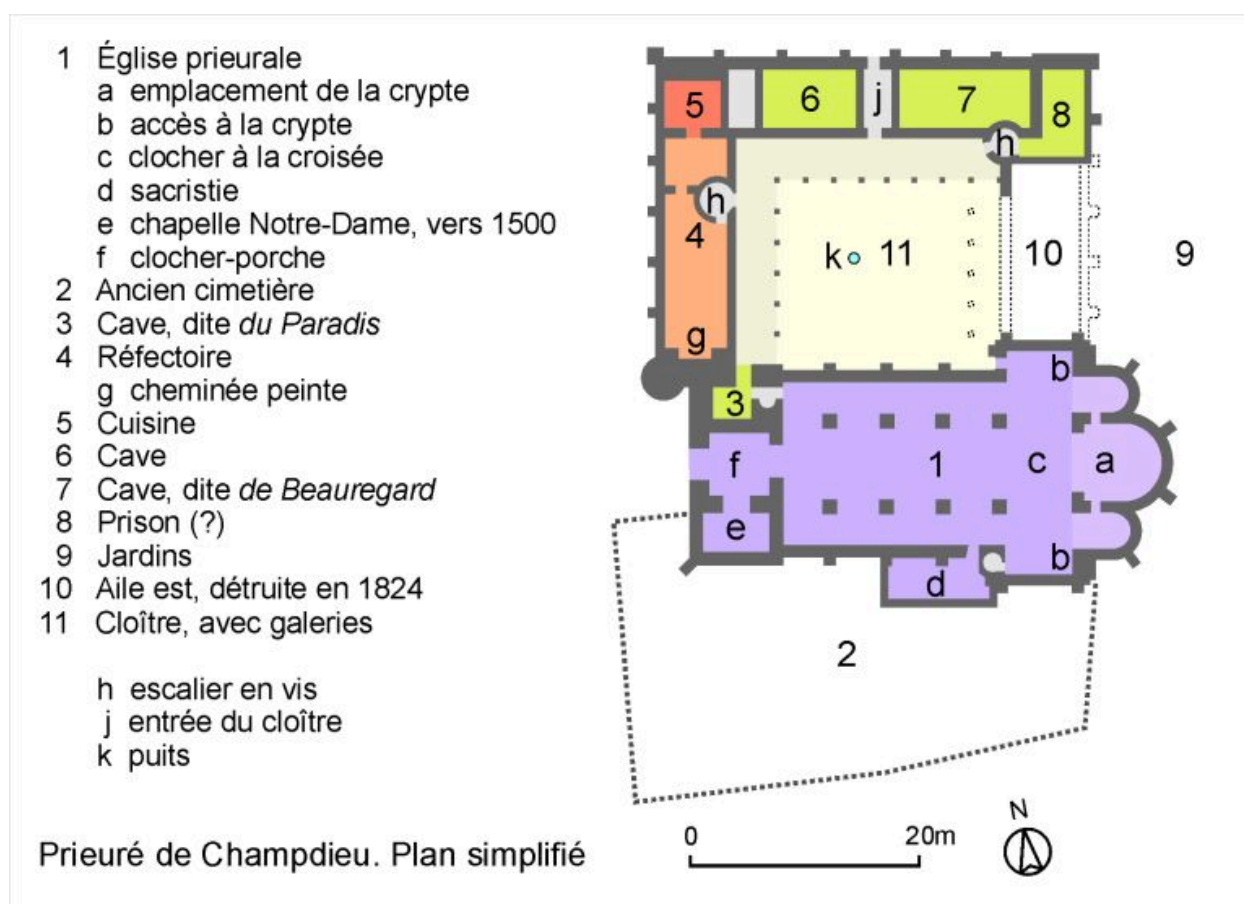 1 Église prieurale
a emplacement de la crypte
b accès à la crypte
c clocher à la croisée
d sacristie
e chapelle Notre-Dame, vers 1500
f clocher-porche
2 Ancien cimetière
3 Cave, dite du Paradis
4 Réfectoire
g cheminée peinte
5 Cuisine
6 Cave
7 Cave, dite de Beauregard
8 Prison (?)
9 Jardins
10 Aile est, détruite en 1824
11 Cloître, avec galeries
h escalier en vis
j entrée du cloître
k puits
Prieuré de Champdieu. Plan simplifié
5 6 j 7 8
h
h
4 k 11 10 9
g b
3
f 1 c a
e
d b
2
0 20m
N